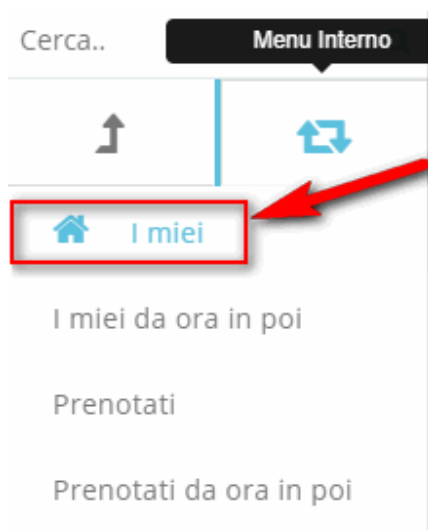 Cerca..
Menu Interno
I miei
I miei da ora in poi
Prenotati
Prenotati da ora in poi